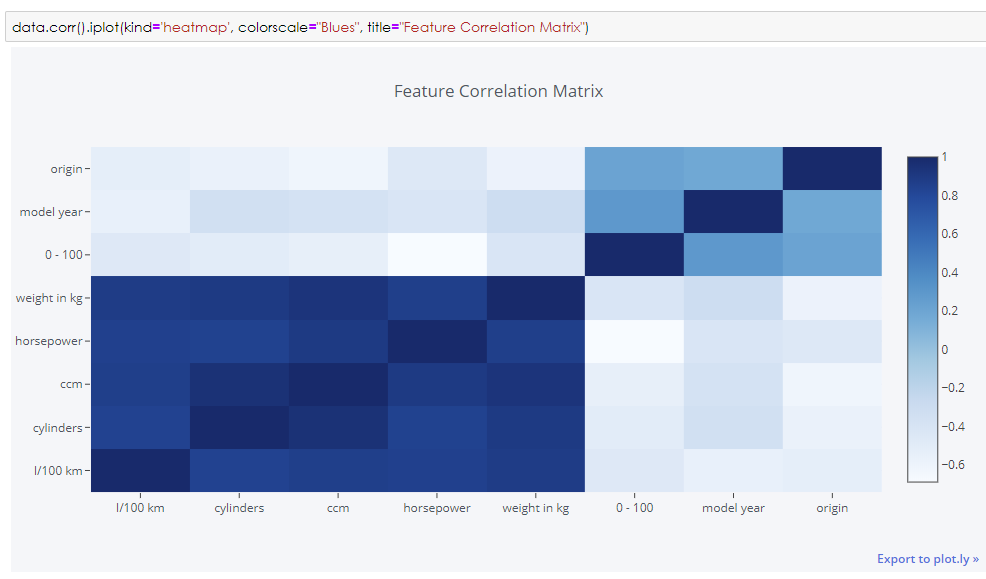 data.corr().iplot(kind='heatmap', colorscale="Blues", title="Feature Correlation Matrix")
Feature Correlation Matrix
origin
model year
0 - 100
weight in kg
horsepower
ccm
cylinders
l/100 km
l/100 km
cylinders
ccm
horsepower
weight in kg
0 - 100
model year
origin
1
0.8
0.6
0.4
0.2
0
−0.2
−0.4
−0.6
Export to plot.ly »